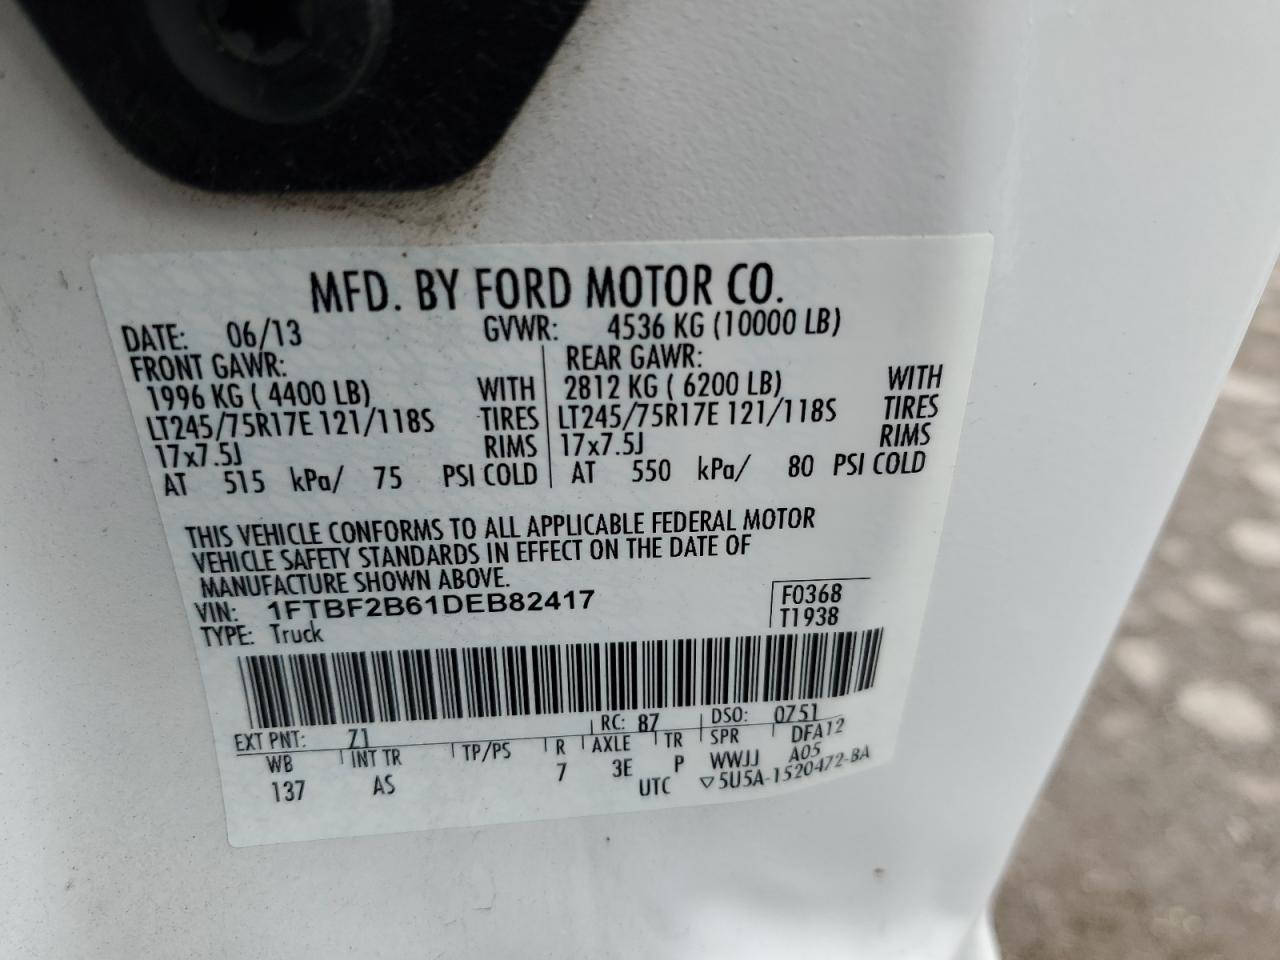 MFD. BY FORD MOTOR CO.
DATE: 06/13 GVWR: 4536 KG (10000 LB)
FRONT GAWR: REAR GAWR:
1996 KG ( 4400 LB) WITH 2812 KG ( 6200 LB) WITH
LT245/75R17E 121/118S TIRES LT245/75R17E 121/118S TIRES
17x7.5J RIMS 17x7.5J RIMS
AT 515 kPa/ 75 PSI COLD AT 550 kPa/ 80 PSI COLD
THIS VEHICLE CONFORMS TO ALL APPLICABLE FEDERAL MOTOR
VEHICLE SAFETY STANDARDS IN EFFECT ON THE DATE OF
MANUFACTURE SHOWN ABOVE.
VIN: 1FTBF2B61DEB82417 F0368
TYPE: Truck T1938
EXT PNT: Z1 RC: 87 DSO: 0751
WB INT TR TP/PS R AXLE TR SPR DFA12
137 AS 7 3E P WWJJ A05
UTC ▽5U5A-1520472-BA